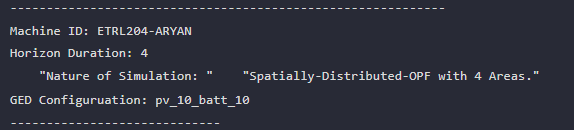 ------------------------------------------------------
Machine ID: ETRL204-ARYAN
Horizon Duration: 4
    "Nature of Simulation: "    "Spatially-Distributed-OPF with 4 Areas."
GED Configuruation: pv_10_batt_10
--------------------------